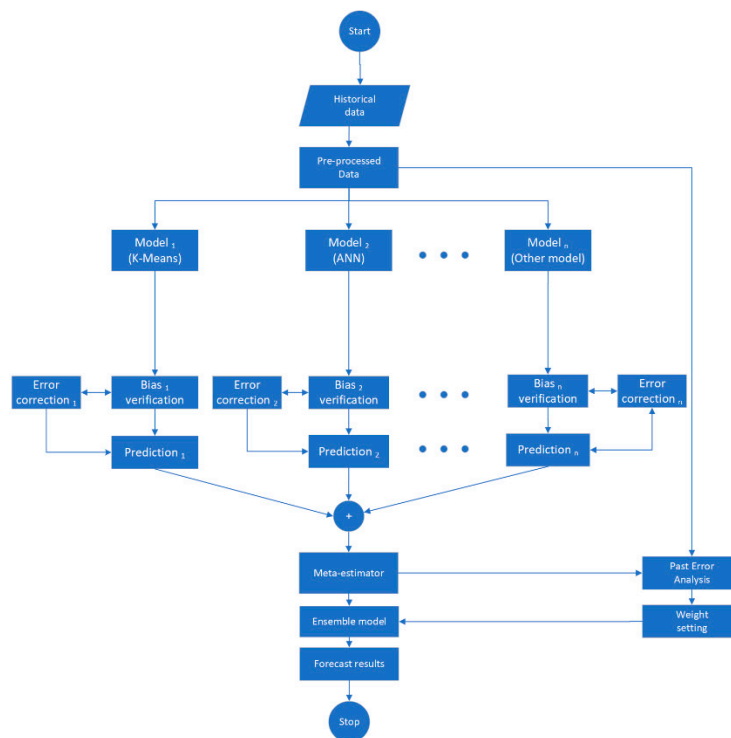 Start
Historical
data
Pre-processed
Data
Model 1
(K-Means)
Model 2
(ANN)
Model n
(Other model)
Error
correction 1
Bias 1
verification
Error
correction 2
Bias 2
verification
Bias n
verification
Error
correction n
Prediction 1
Prediction 2
Prediction n
+
Meta-estimator
Past Error
Analysis
Ensemble model
Weight
setting
Forecast results
Stop